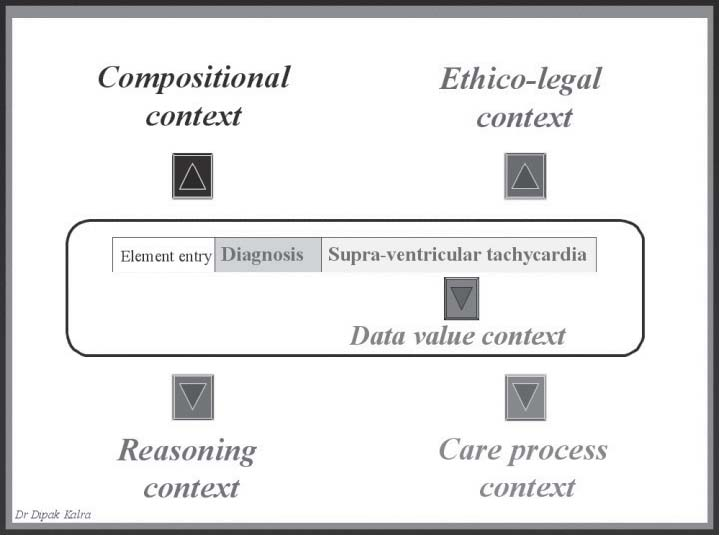 Compositional
context
Ethico-legal
context
Element entry Diagnosis Supra-ventricular tachycardia
Data value context
Reasoning
context
Care process
context
Dr Dipak Kalra